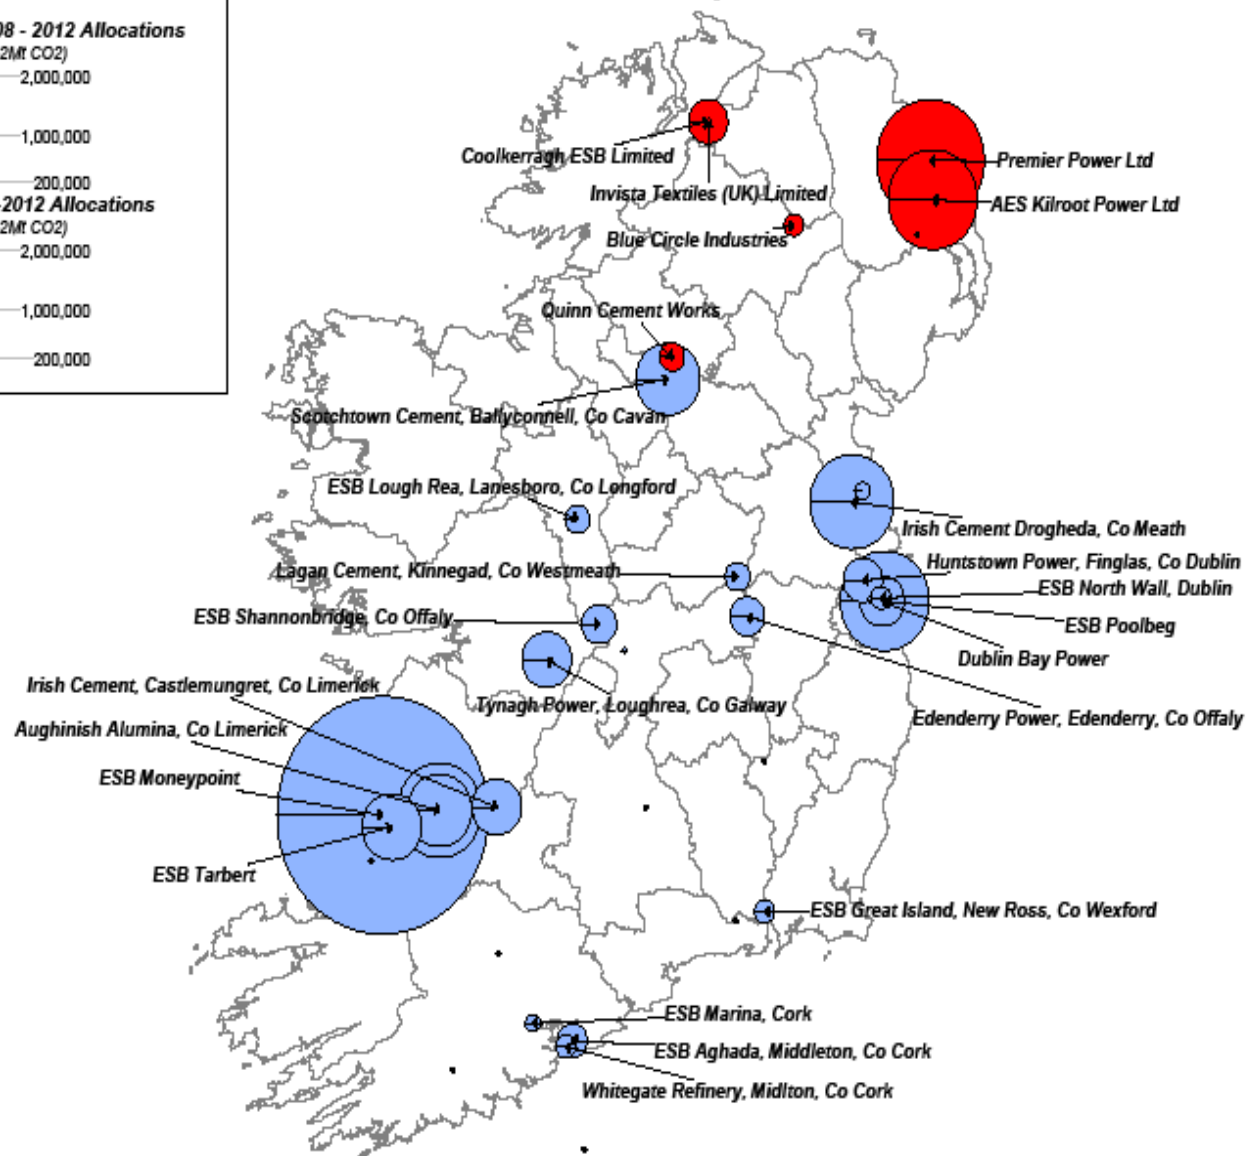 08 - 2012 Allocations
2Mt CO2)
2,000,000
1,000,000
200,000
-2012 Allocations
2Mt CO2)
2,000,000
1,000,000
200,000
Coolkerragh ESB Limited
Premier Power Ltd
Invista Textiles (UK) Limited
AES Kilroot Power Ltd
Blue Circle Industries
Quinn Cement Works
Scotchtown Cement, Ballyconnell, Co Cavan
ESB Lough Rea, Lanesboro, Co Longford
Irish Cement Drogheda, Co Meath
Huntstown Power, Finglas, Co Dublin
Lagan Cement, Kinnegad, Co Westmeath
ESB North Wall, Dublin
ESB Shannonbridge, Co Offaly
ESB Poolbeg
Dublin Bay Power
Irish Cement, Castlemungret, Co Limerick
Tynagh Power, Loughrea, Co Galway
Edenderry Power, Edenderry, Co Offaly
Aughinish Alumina, Co Limerick
ESB Moneypoint
ESB Tarbert
ESB Great Island, New Ross, Co Wexford
ESB Marina, Cork
ESB Aghada, Middleton, Co Cork
Whitegate Refinery, Midlton, Co Cork